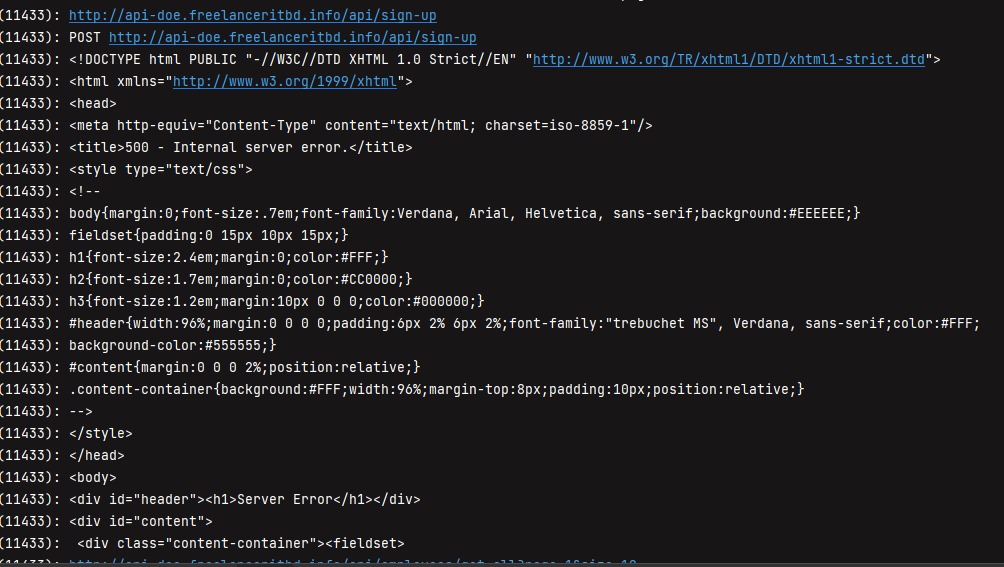 (11433): http://api-doe.freelanceritbd.info/api/sign-up
(11433): POST http://api-doe.freelanceritbd.info/api/sign-up
(11433): <!DOCTYPE html PUBLIC "-//W3C//DTD XHTML 1.0 Strict//EN" "http://www.w3.org/TR/xhtml1/DTD/xhtml1-strict.dtd">
(11433): <html xmlns="http://www.w3.org/1999/xhtml">
(11433): <head>
(11433): <meta http-equiv="Content-Type" content="text/html; charset=iso-8859-1"/>
(11433): <title>500 - Internal server error.</title>
(11433): <style type="text/css">
(11433): <!--
(11433): body{margin:0;font-size:.7em;font-family:Verdana, Arial, Helvetica, sans-serif;background:#EEEEEE;}
(11433): fieldset{padding:0 15px 10px 15px;}
(11433): h1{font-size:2.4em;margin:0;color:#FFF;}
(11433): h2{font-size:1.7em;margin:0;color:#CC0000;}
(11433): h3{font-size:1.2em;margin:10px 0 0 0;color:#000000;}
(11433): #header{width:96%;margin:0 0 0 0;padding:6px 2% 6px 2%;font-family:"trebuchet MS", Verdana, sans-serif;color:#FFF;
(11433): background-color:#555555;}
(11433): #content{margin:0 0 0 2%;position:relative;}
(11433): .content-container{background:#FFF;width:96%;margin-top:8px;padding:10px;position:relative;}
(11433): -->
(11433): </style>
(11433): </head>
(11433): <body>
(11433): <div id="header"><h1>Server Error</h1></div>
(11433): <div id="content">
(11433):  <div class="content-container"><fieldset>